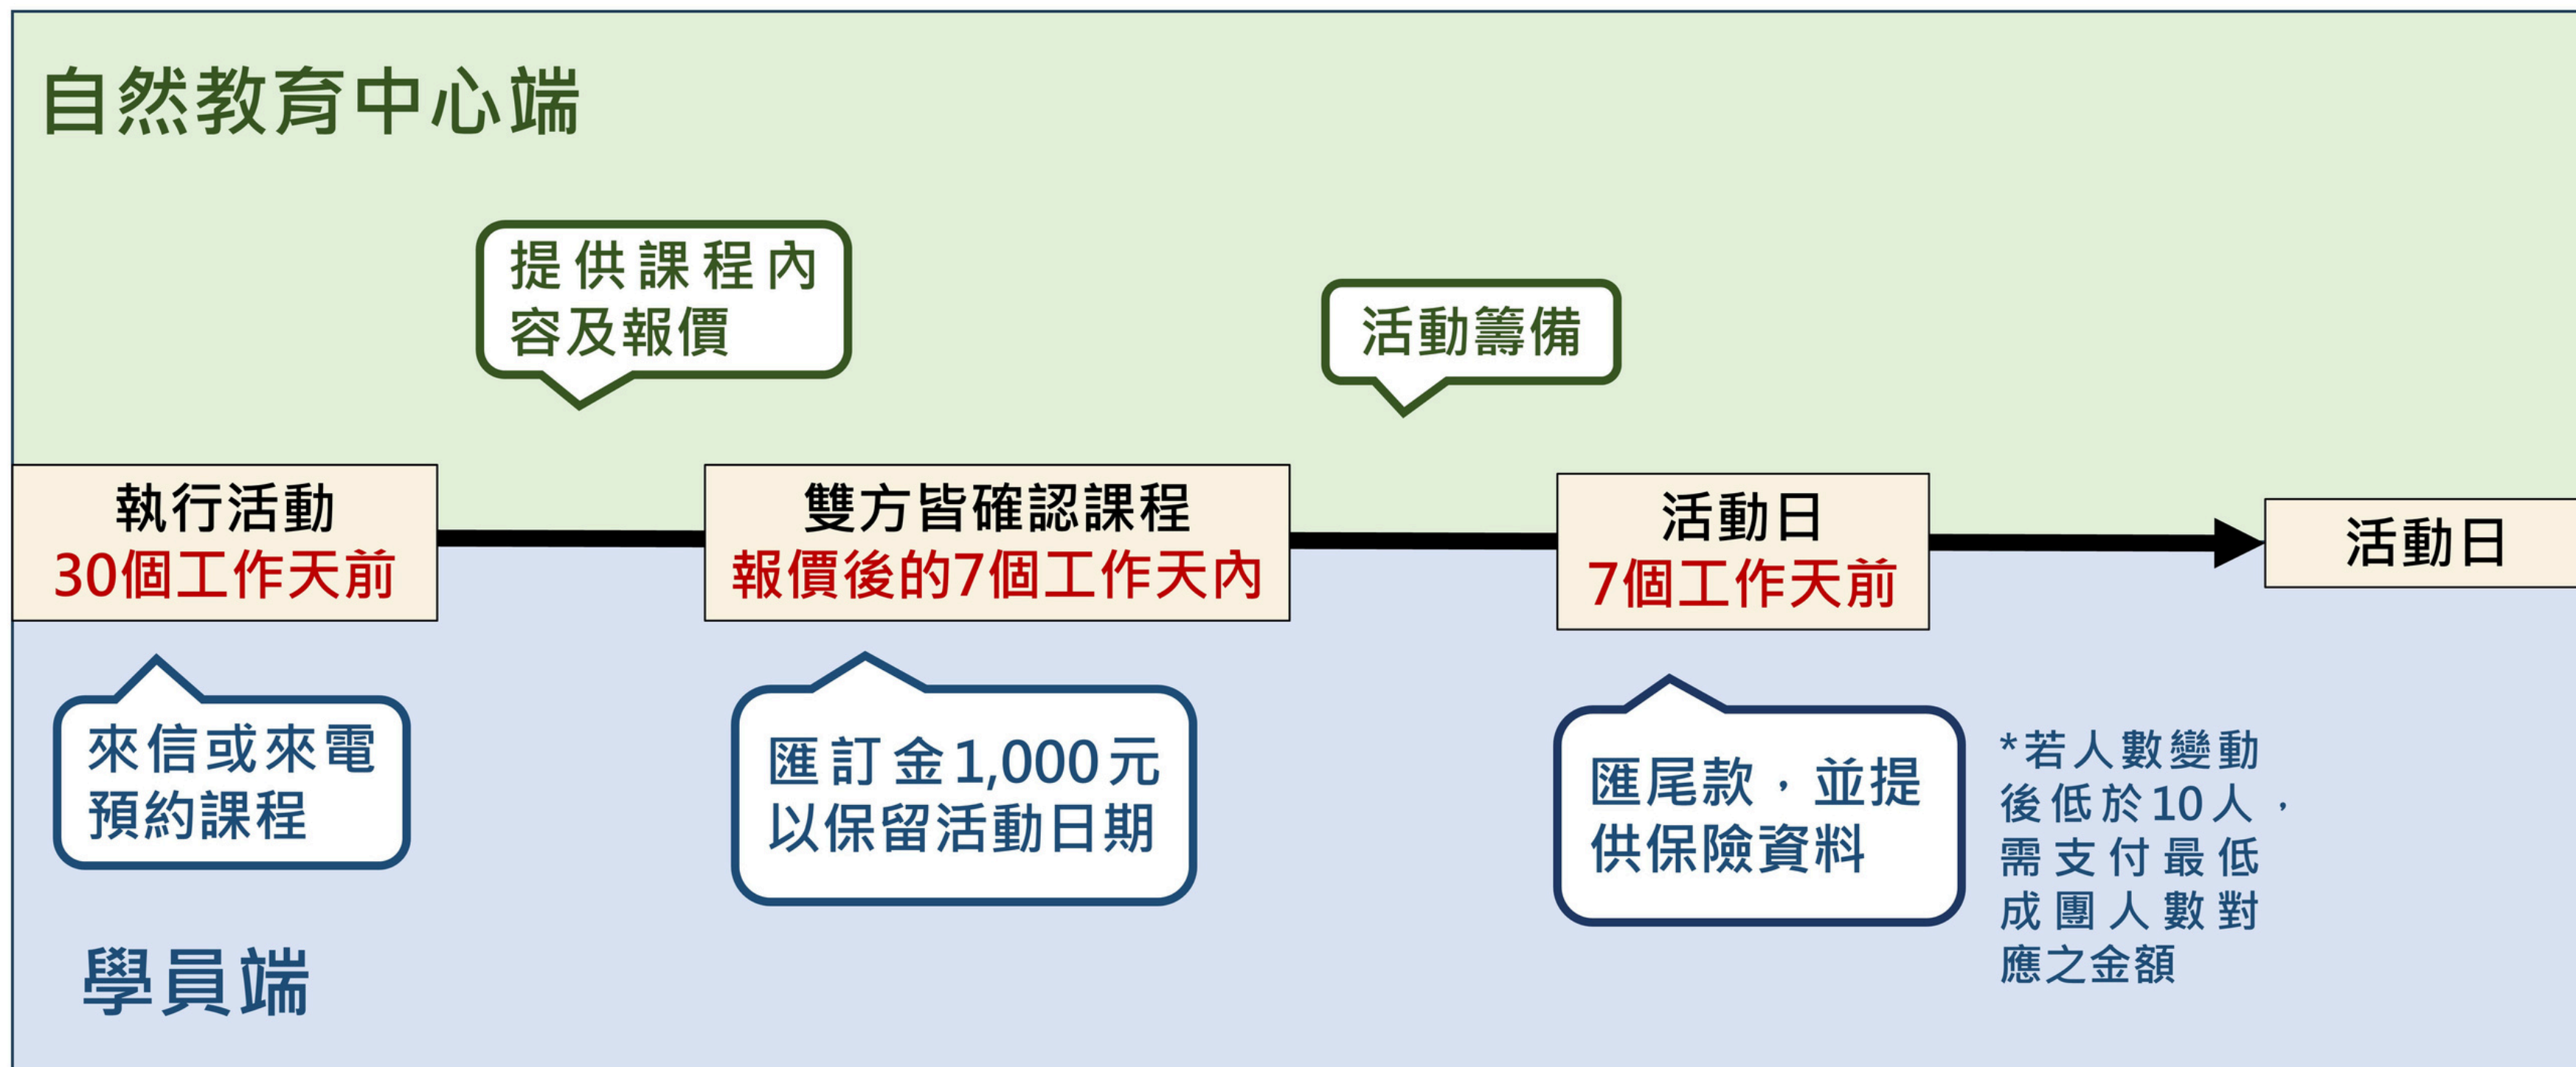 自然教育中心端
提供課程內
容及報價
活動籌備
執行活動
30個工作天前
雙方皆確認課程
報價後的7個工作天內
活動日
7個工作天前
活動日
來信或來電
預約課程
匯訂金1,000元
以保留活動日期
匯尾款，並提
供保險資料
*若人數變動
後低於10人，
需支付最低
成團人數對
應之金額
學員端